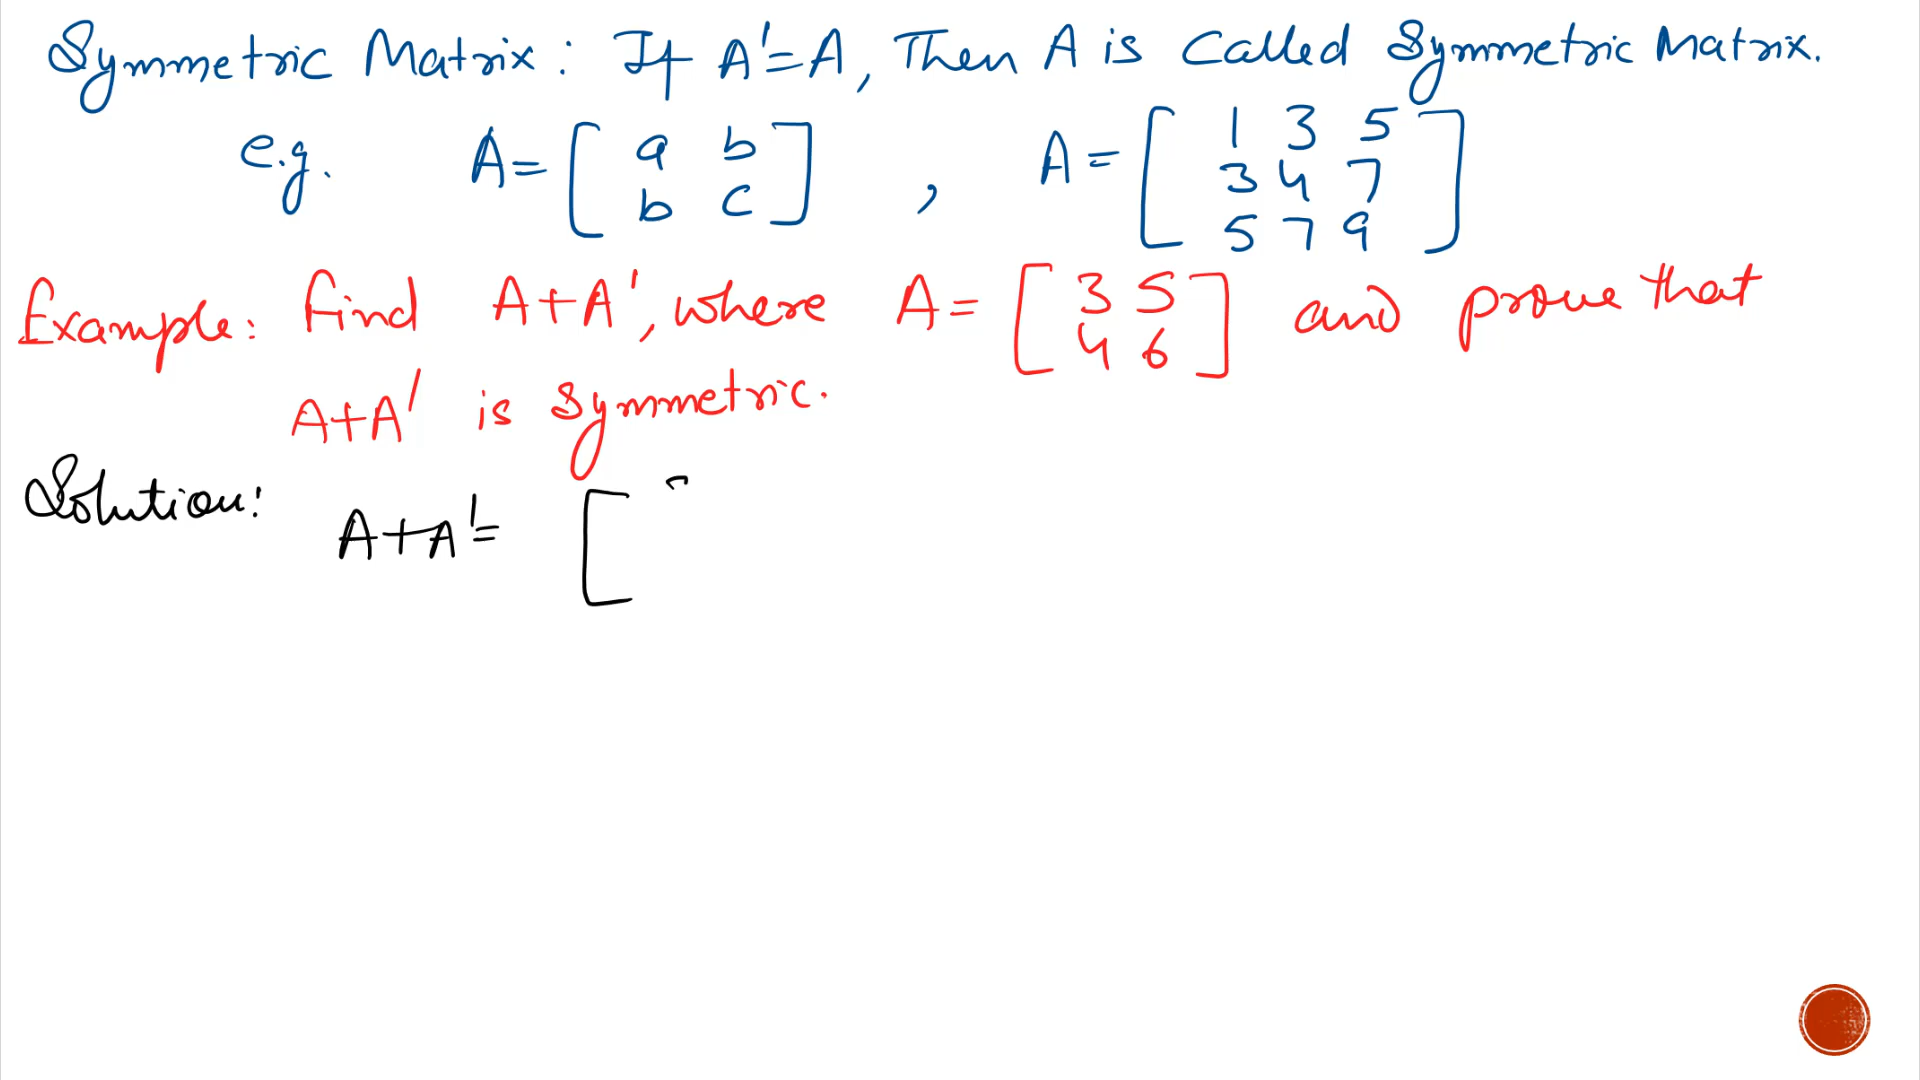 Symmetric Matrix : If A'=A, Then A is Called Symmetric Matrix.
e.g. A= [ a b , A= [ 1 3 5
b c ] 3 4 7
5 7 9 ]
Example: Find A+A', where A= [ 3 5 and prove that
4 6 ]
A+A' is symmetric.
Solution: A+A'= [